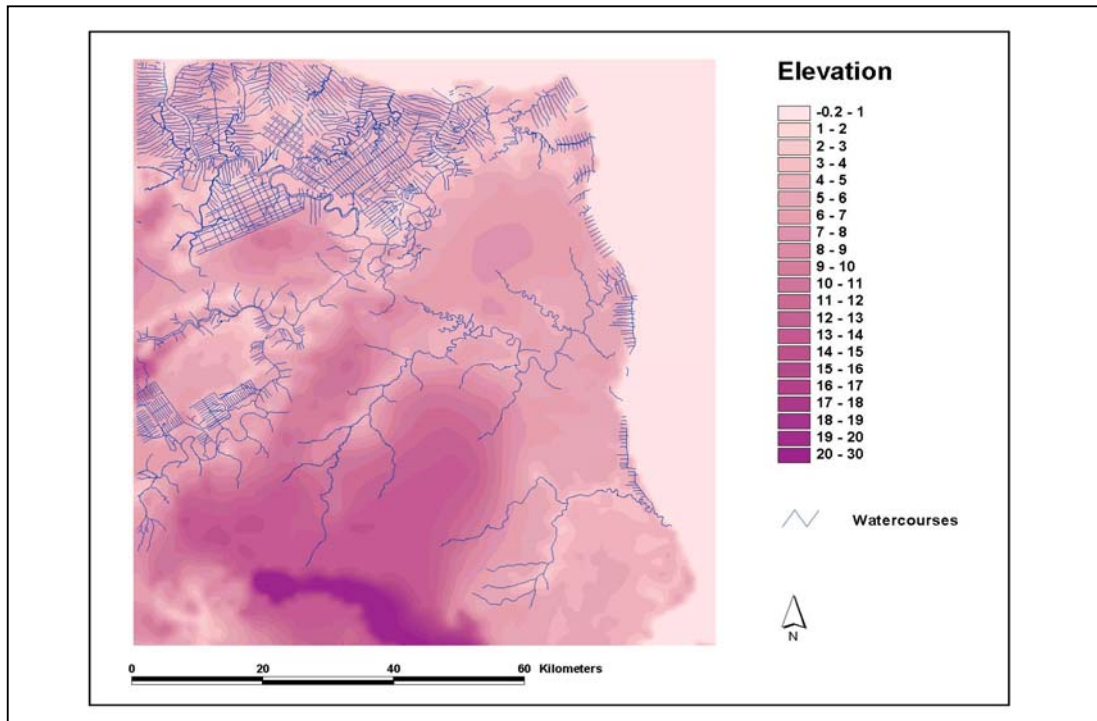 Elevation
-0.2 - 1
1 - 2
2 - 3
3 - 4
4 - 5
5 - 6
6 - 7
7 - 8
8 - 9
9 - 10
10 - 11
11 - 12
12 - 13
13 - 14
14 - 15
15 - 16
16 - 17
17 - 18
18 - 19
19 - 20
20 - 30
Watercourses
N
0 20 40 60 Kilometers